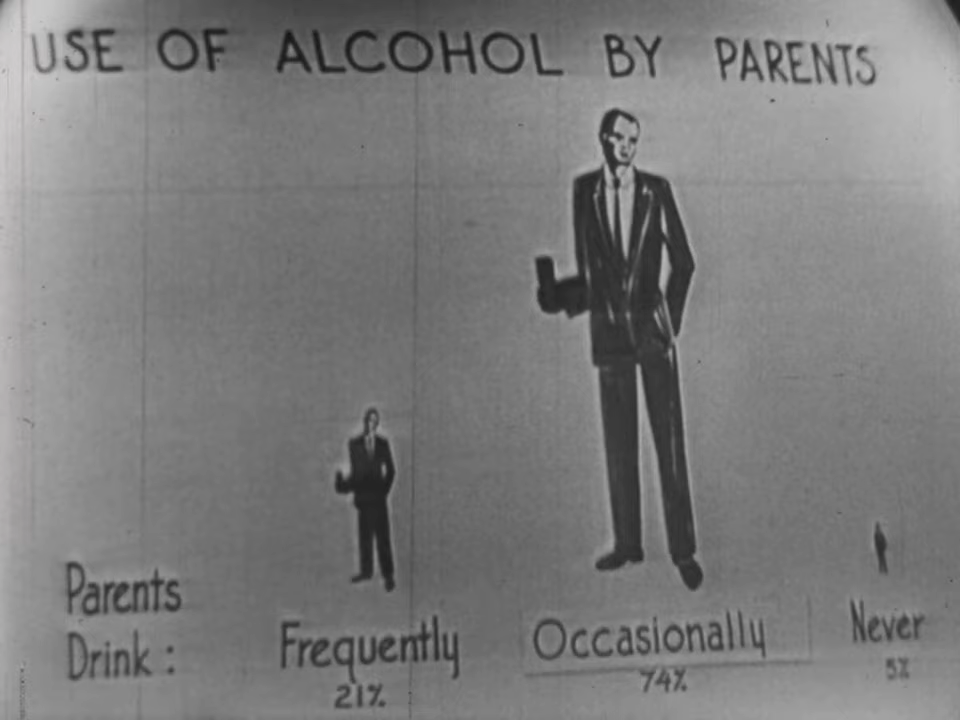 USE OF ALCOHOL BY PARENTS
Parents
Drink:
Frequently
21%
Occasionally
74%
Never
5%